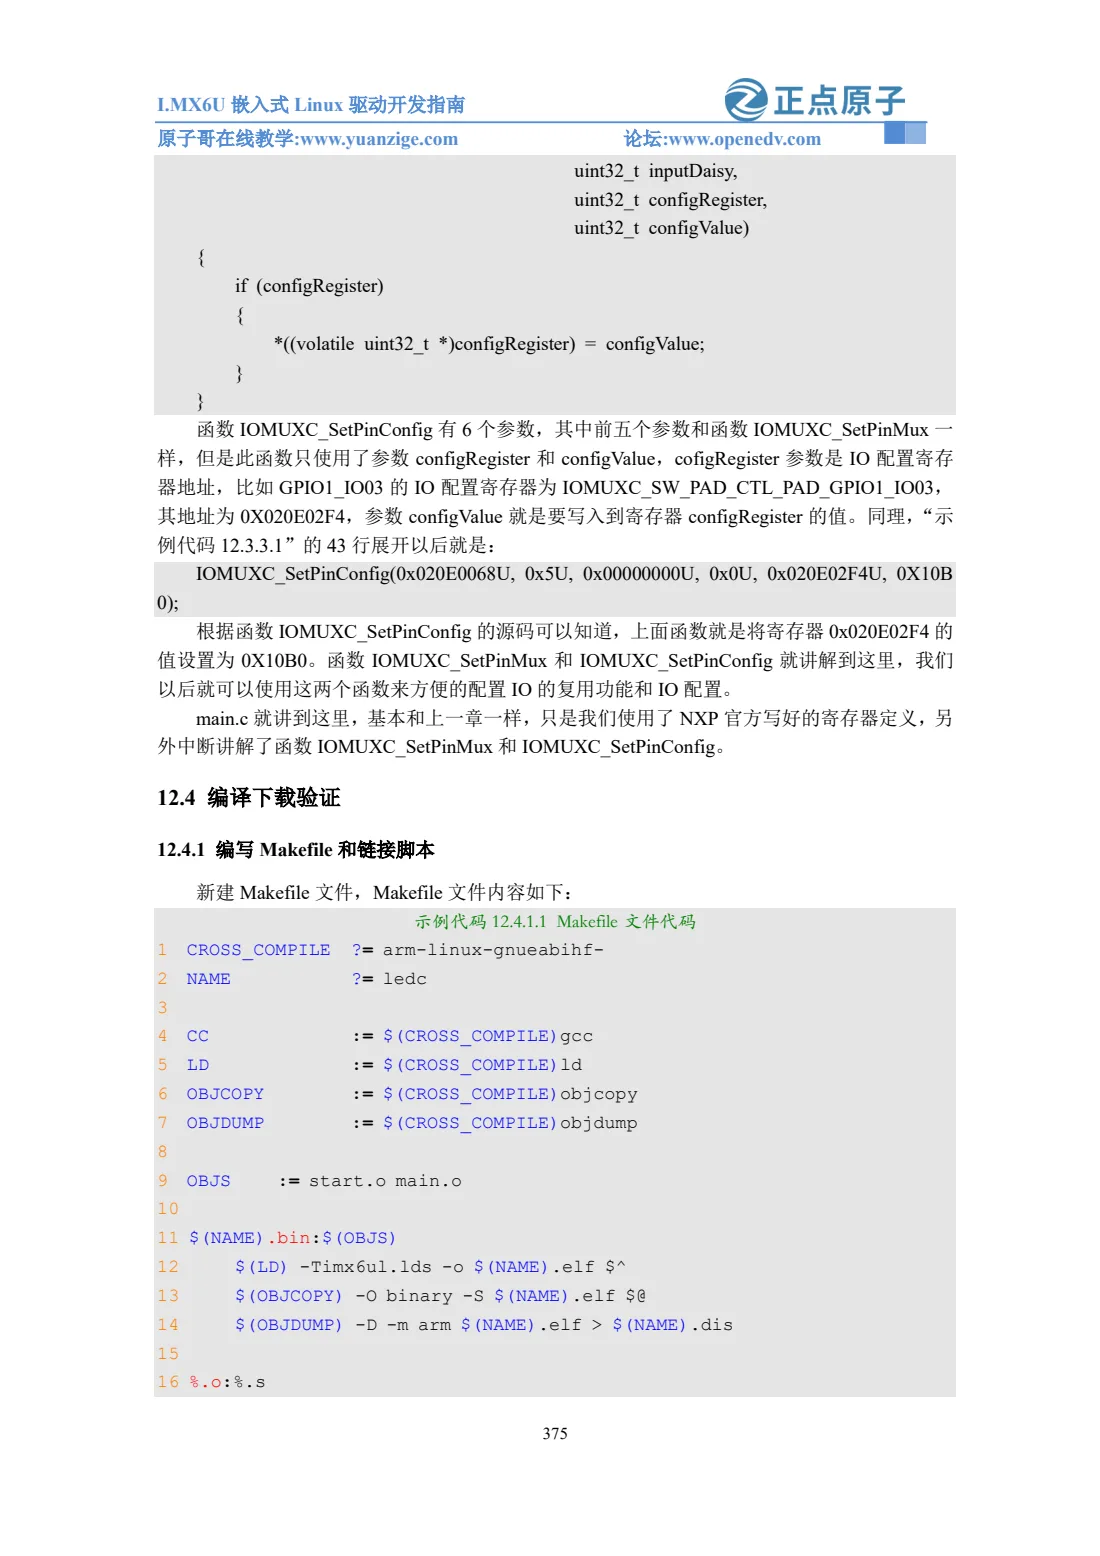 I.MX6U 嵌入式 Linux 驱动开发指南
正点原子
原子哥在线教学:www.yuanzige.com 论坛:www.openedv.com
uint32_t inputDaisy,
uint32_t configRegister,
uint32_t configValue)
{
if (configRegister)
{
*((volatile uint32_t *)configRegister) = configValue;
}
}
函数 IOMUXC_SetPinConfig 有 6 个参数，其中前五个参数和函数 IOMUXC_SetPinMux 一
样，但是此函数只使用了参数 configRegister 和 configValue，cofigRegister 参数是 IO 配置寄存
器地址，比如 GPIO1_IO03 的 IO 配置寄存器为 IOMUXC_SW_PAD_CTL_PAD_GPIO1_IO03，
其地址为 0X020E02F4，参数 configValue 就是要写入到寄存器 configRegister 的值。同理，“示
例代码 12.3.3.1”的 43 行展开以后就是：
IOMUXC_SetPinConfig(0x020E0068U, 0x5U, 0x00000000U, 0x0U, 0x020E02F4U, 0X10B
0);
根据函数 IOMUXC_SetPinConfig 的源码可以知道，上面函数就是将寄存器 0x020E02F4 的
值设置为 0X10B0。函数 IOMUXC_SetPinMux 和 IOMUXC_SetPinConfig 就讲解到这里，我们
以后就可以使用这两个函数来方便的配置 IO 的复用功能和 IO 配置。
main.c 就讲到这里，基本和上一章一样，只是我们使用了 NXP 官方写好的寄存器定义，另
外中断讲解了函数 IOMUXC_SetPinMux 和 IOMUXC_SetPinConfig。
12.4 编译下载验证
12.4.1 编写 Makefile 和链接脚本
新建 Makefile 文件，Makefile 文件内容如下：
示例代码 12.4.1.1 Makefile 文件代码
1 CROSS_COMPILE ?= arm-linux-gnueabihf-
2 NAME ?= ledc
3
4 CC := $(CROSS_COMPILE)gcc
5 LD := $(CROSS_COMPILE)ld
6 OBJCOPY := $(CROSS_COMPILE)objcopy
7 OBJDUMP := $(CROSS_COMPILE)objdump
8
9 OBJS := start.o main.o
10
11 $(NAME).bin:$(OBJS)
12 $(LD) -Timx6ul.lds -o $(NAME).elf $^
13 $(OBJCOPY) -O binary -S $(NAME).elf $@
14 $(OBJDUMP) -D -m arm $(NAME).elf > $(NAME).dis
15
16 %.o:%.s
375